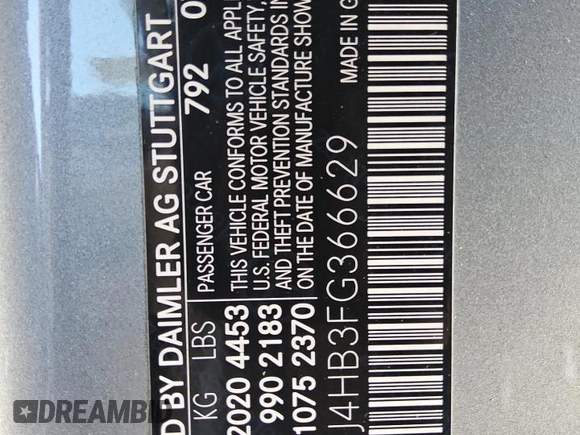 D BY DAIMLER AG STUTTGART
KG LBS PASSENGER CAR 792 0
2020 4453 THIS VEHICLE CONFORMS TO ALL APPL
U.S. FEDERAL MOTOR VEHICLE SAFETY,
990 2183 AND THEFT PREVENTION STANDARDS IN
1075 2370 ON THE DATE OF MANUFACTURE SHOW
J4HB3FG366629
MADE IN G
DREAMBID